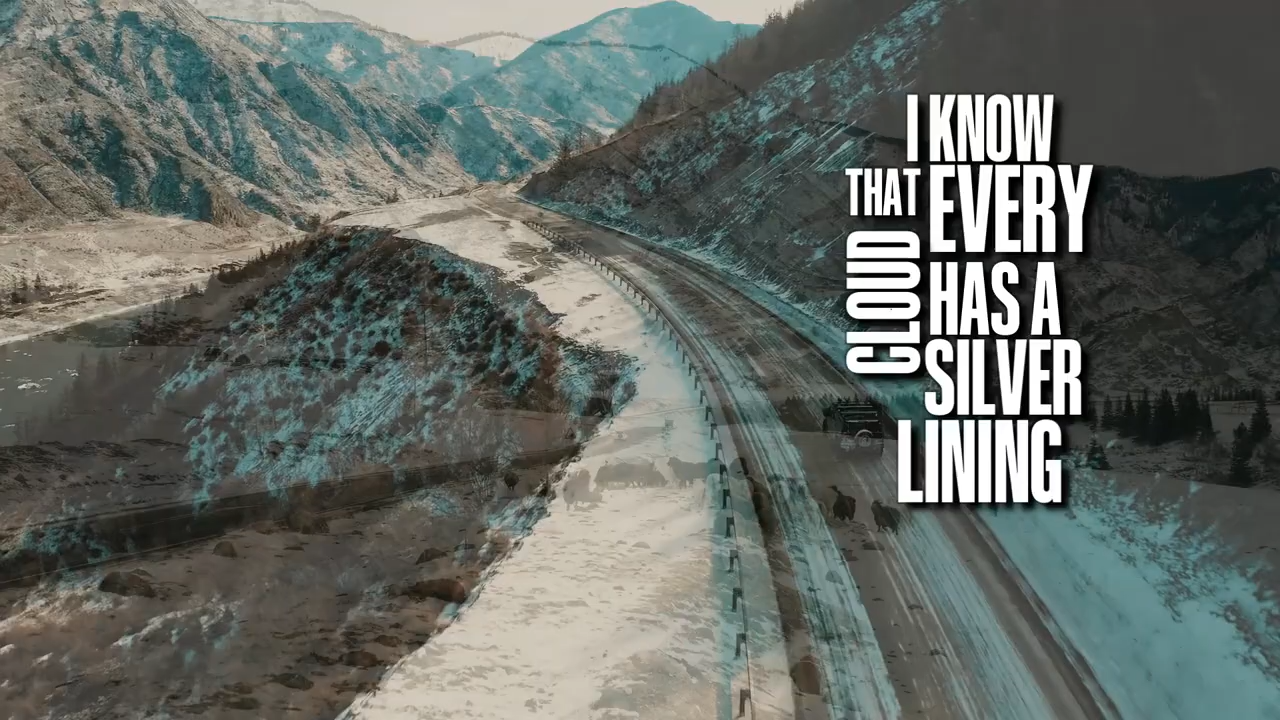 I KNOW
THAT EVERY
CLOUD HAS A
SILVER
LINING